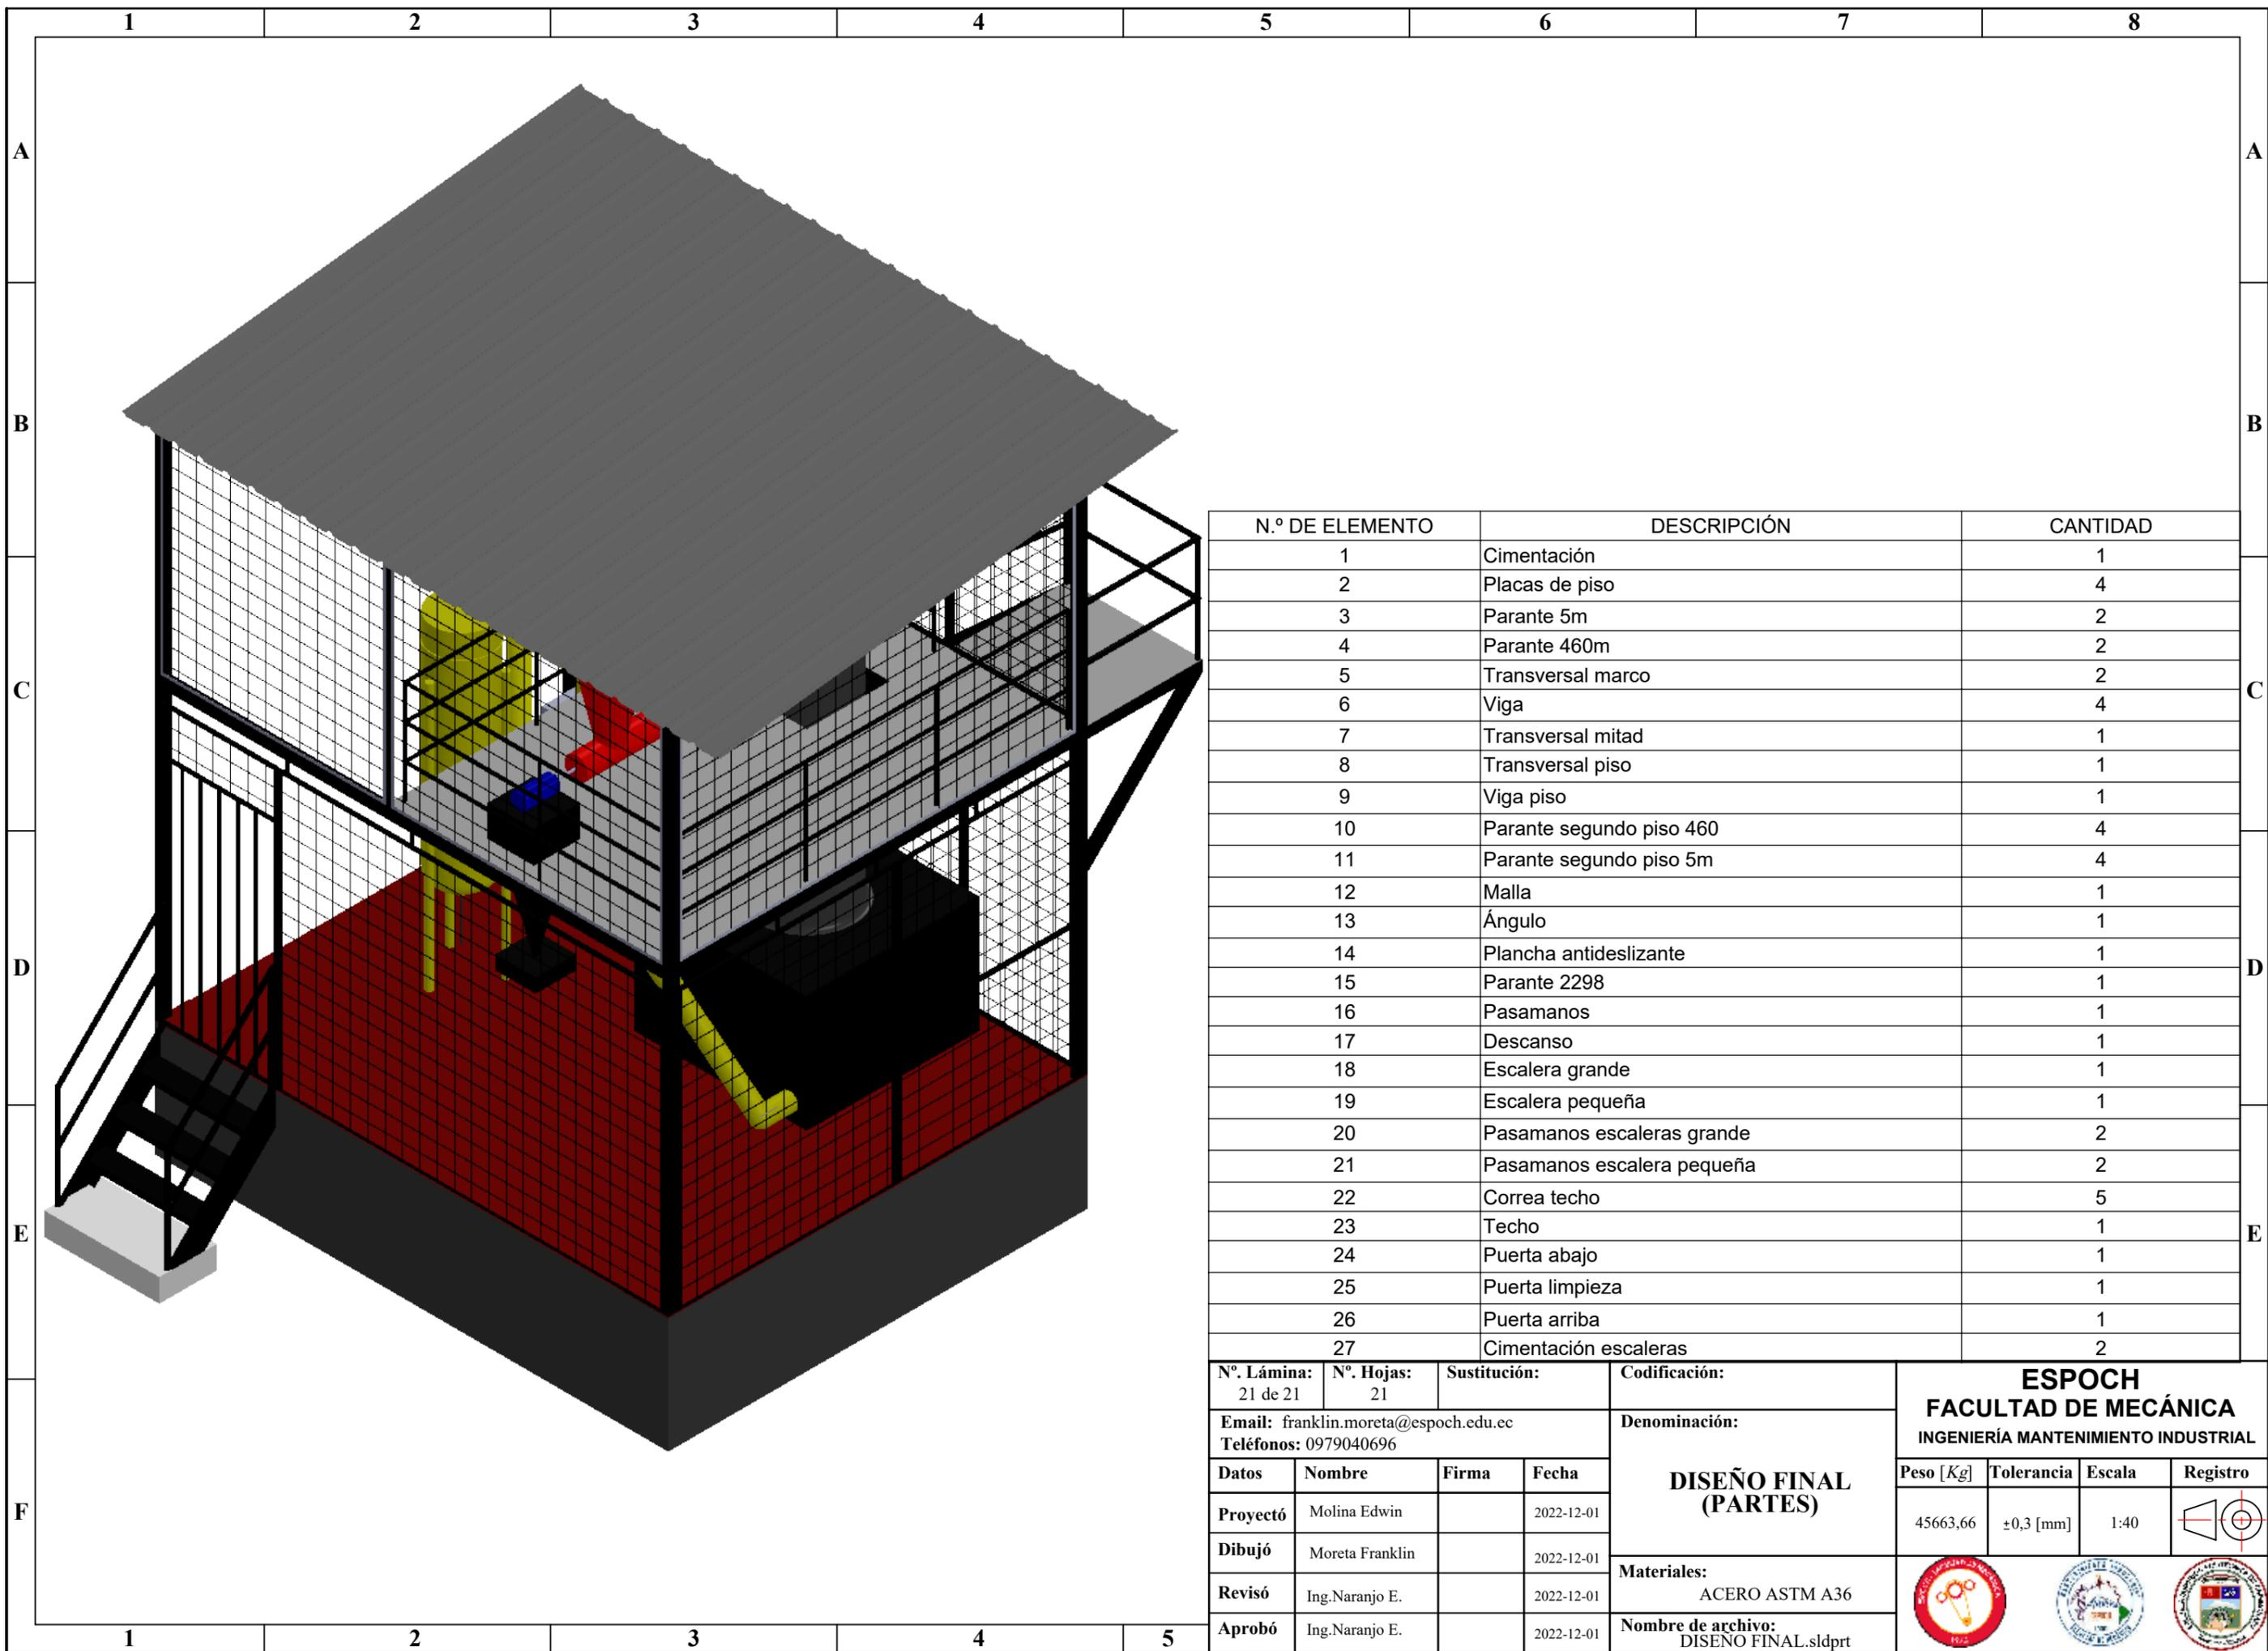 1 2 3 4 5 6 7 8
A A
B B
C C
D D
E E
F
N.º DE ELEMENTO DESCRIPCIÓN CANTIDAD
1 Cimentación 1
2 Placas de piso 4
3 Parante 5m 2
4 Parante 460m 2
5 Transversal marco 2
6 Viga 4
7 Transversal mitad 1
8 Transversal piso 1
9 Viga piso 1
10 Parante segundo piso 460 4
11 Parante segundo piso 5m 4
12 Malla 1
13 Ángulo 1
14 Plancha antideslizante 1
15 Parante 2298 1
16 Pasamanos 1
17 Descanso 1
18 Escalera grande 1
19 Escalera pequeña 1
20 Pasamanos escaleras grande 2
21 Pasamanos escalera pequeña 2
22 Correa techo 5
23 Techo 1
24 Puerta abajo 1
25 Puerta limpieza 1
26 Puerta arriba 1
27 Cimentación escaleras 2
Nº. Lámina: Nº. Hojas: Sustitución: Codificación:
21 de 21 21
ESPOCH
FACULTAD DE MECÁNICA
INGENIERÍA MANTENIMIENTO INDUSTRIAL
Email: franklin.moreta@espoch.edu.ec
Teléfonos: 0979040696
Denominación:
DISEÑO FINAL
(PARTES)
Datos Nombre Firma Fecha
Proyectó Molina Edwin 2022-12-01
Dibujó Moreta Franklin 2022-12-01
Revisó Ing.Naranjo E. 2022-12-01
Aprobó Ing.Naranjo E. 2022-12-01
Peso [Kg] Tolerancia Escala Registro
45663,66 ±0,3 [mm] 1:40
Materiales:
ACERO ASTM A36
Nombre de archivo:
DISEÑO FINAL.sldprt
1 2 3 4 5